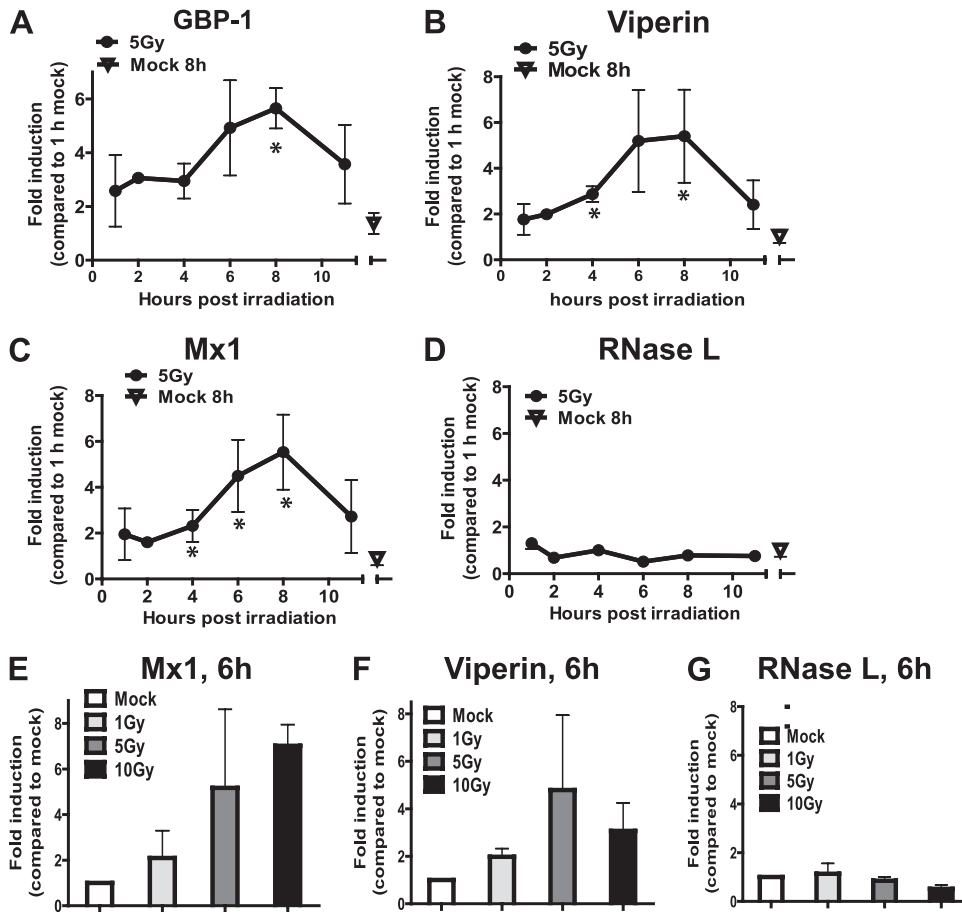 A GBP-1
5Gy
Mock 8h
Fold induction
(compared to 1 h mock)
6
4
2
0
0 2 4 6 8 10
*
Hours post irradiation
B Viperin
5Gy
Mock 8h
Fold induction
(compared to 1 h mock)
8
6
4
2
0
0 2 4 6 8 10
* *
hours post irradiation
C Mx1
5Gy
Mock 8h
Fold induction
(compared to 1 h mock)
8
6
4
2
0
0 2 4 6 8 10
* * *
Hours post irradiation
D RNase L
5Gy
Mock 8h
Fold induction
(compared to 1 h mock)
8
6
4
2
0
0 2 4 6 8 10
Hours post irradiation
E Mx1, 6h
Mock
1Gy
5Gy
10Gy
Fold induction
(compared to mock)
8
6
4
2
0
F Viperin, 6h
Mock
1Gy
5Gy
10Gy
Fold induction
(compared to mock)
8
6
4
2
0
G RNase L, 6h
Mock
1Gy
5Gy
10Gy
Fold induction
(compared to mock)
8
6
4
2
0